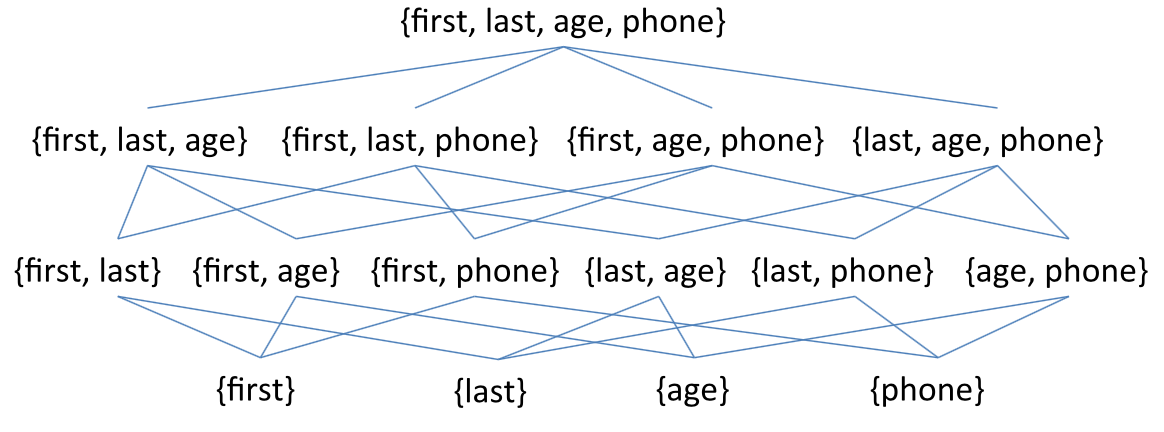 {first, last, age, phone}
{first, last, age} {first, last, phone} {first, age, phone} {last, age, phone}
{first, last} {first, age} {first, phone} {last, age} {last, phone} {age, phone}
{first} {last} {age} {phone}